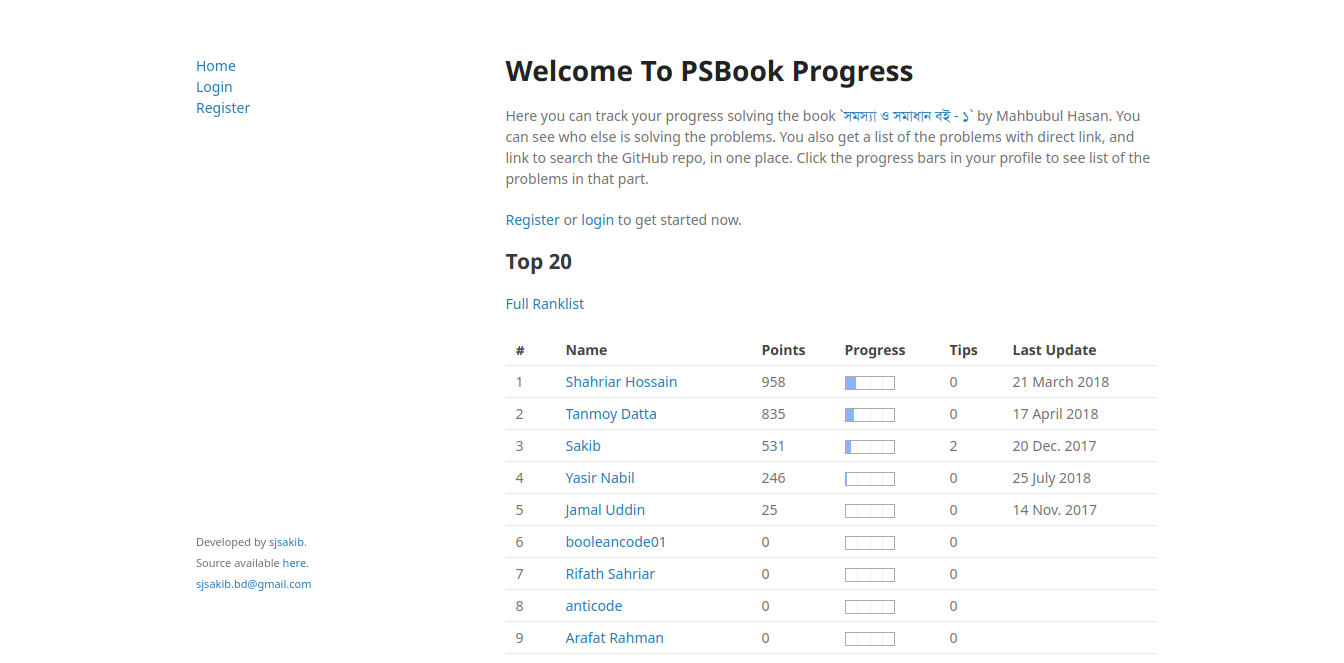 Home
Login
Register
Welcome To PSBook Progress
Here you can track your progress solving the book `সমস্যা ও সমাধান বই - ১` by Mahbubul Hasan. You
can see who else is solving the problems. You also get a list of the problems with direct link, and
link to search the GitHub repo, in one place. Click the progress bars in your profile to see list of the
problems in that part.
Register or login to get started now.
Top 20
Full Ranklist
# Name Points Progress Tips Last Update
1 Shahriar Hossain 958 0 21 March 2018
2 Tanmoy Datta 835 0 17 April 2018
3 Sakib 531 2 20 Dec. 2017
4 Yasir Nabil 246 0 25 July 2018
5 Jamal Uddin 25 0 14 Nov. 2017
6 booleancode01 0 0
7 Rifath Sahriar 0 0
8 anticode 0 0
9 Arafat Rahman 0 0
Developed by sjsakib.
Source available here.
sjsakib.bd@gmail.com